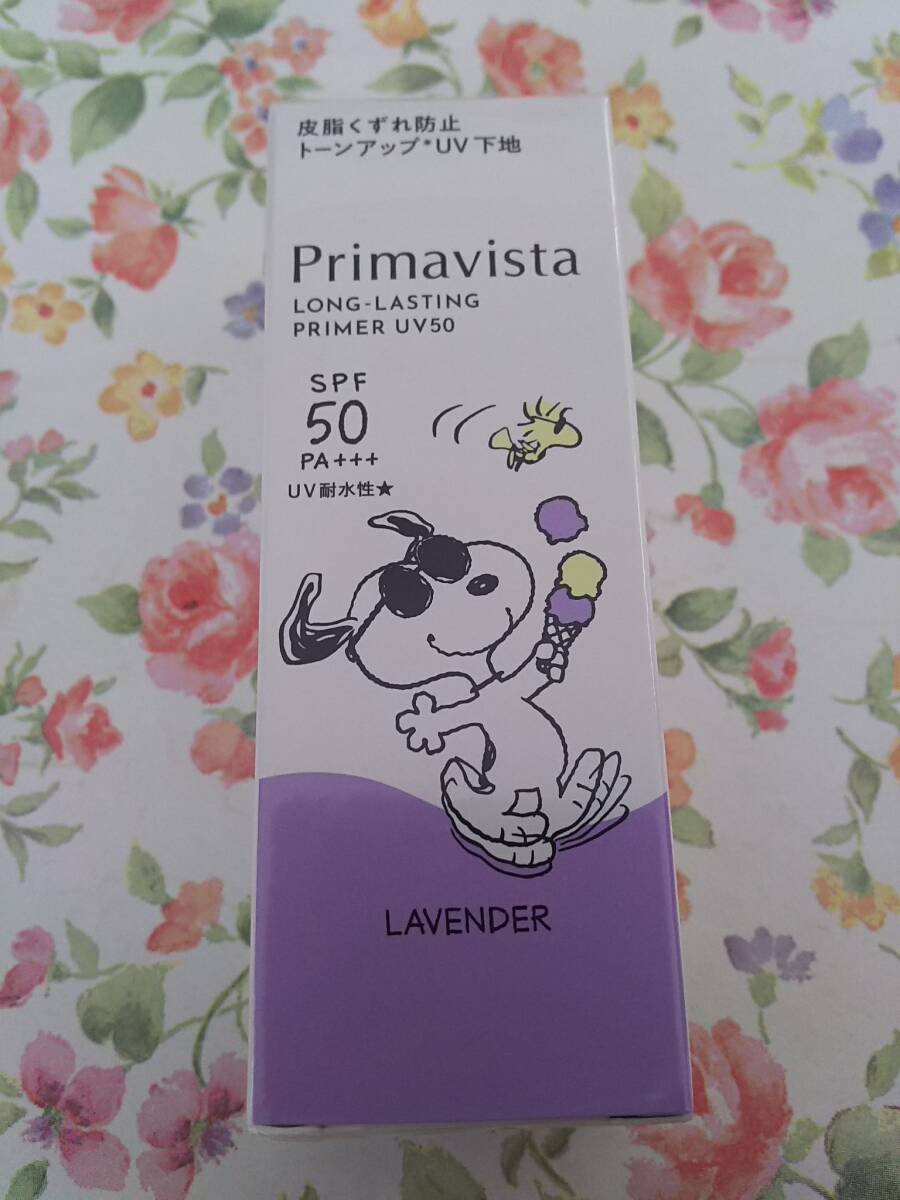 皮脂くずれ防止
トーンアップ*UV下地
Primavista
LONG-LASTING
PRIMER UV50
SPF
50
PA+++
UV耐水性★
LAVENDER